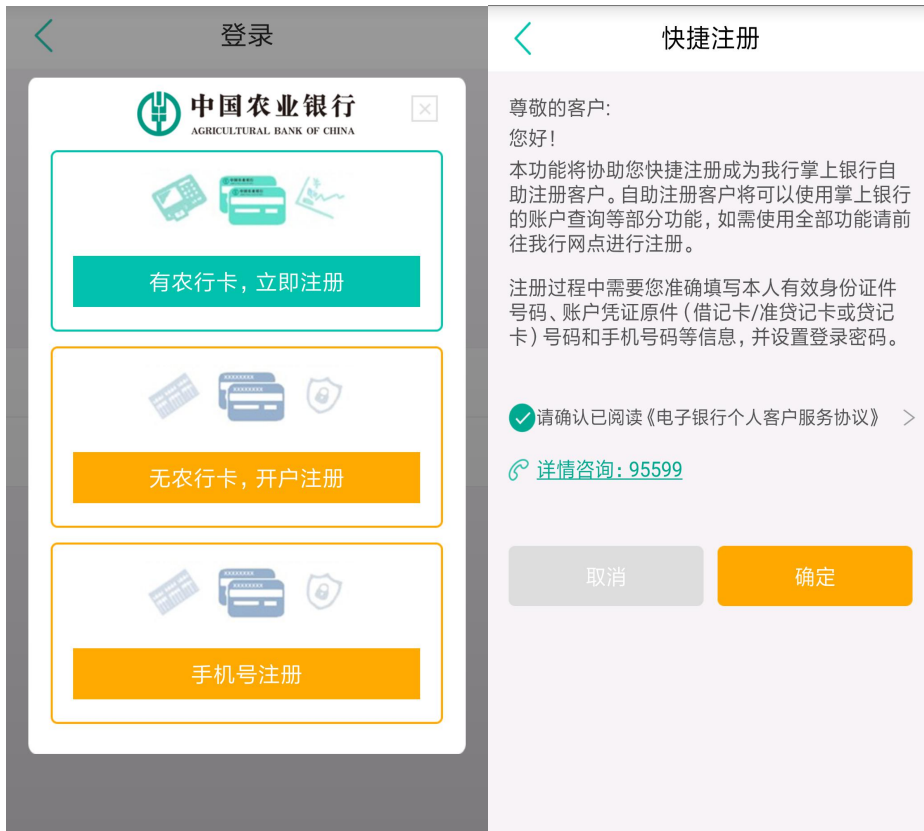 登录
中国农业银行
AGRICULTURAL BANK OF CHINA
有农行卡，立即注册
无农行卡，开户注册
手机号注册
快捷注册
尊敬的客户:
您好!
本功能将协助您快捷注册成为我行掌上银行自
助注册客户。自助注册客户将可以使用掌上银行
的账户查询等部分功能，如需使用全部功能请前
往我行网点进行注册。
注册过程中需要您准确填写本人有效身份证件
号码、账户凭证原件（借记卡/准贷记卡或贷记
卡）号码和手机号码等信息，并设置登录密码。
请确认已阅读《电子银行个人客户服务协议》
详情咨询: 95599
取消
确定